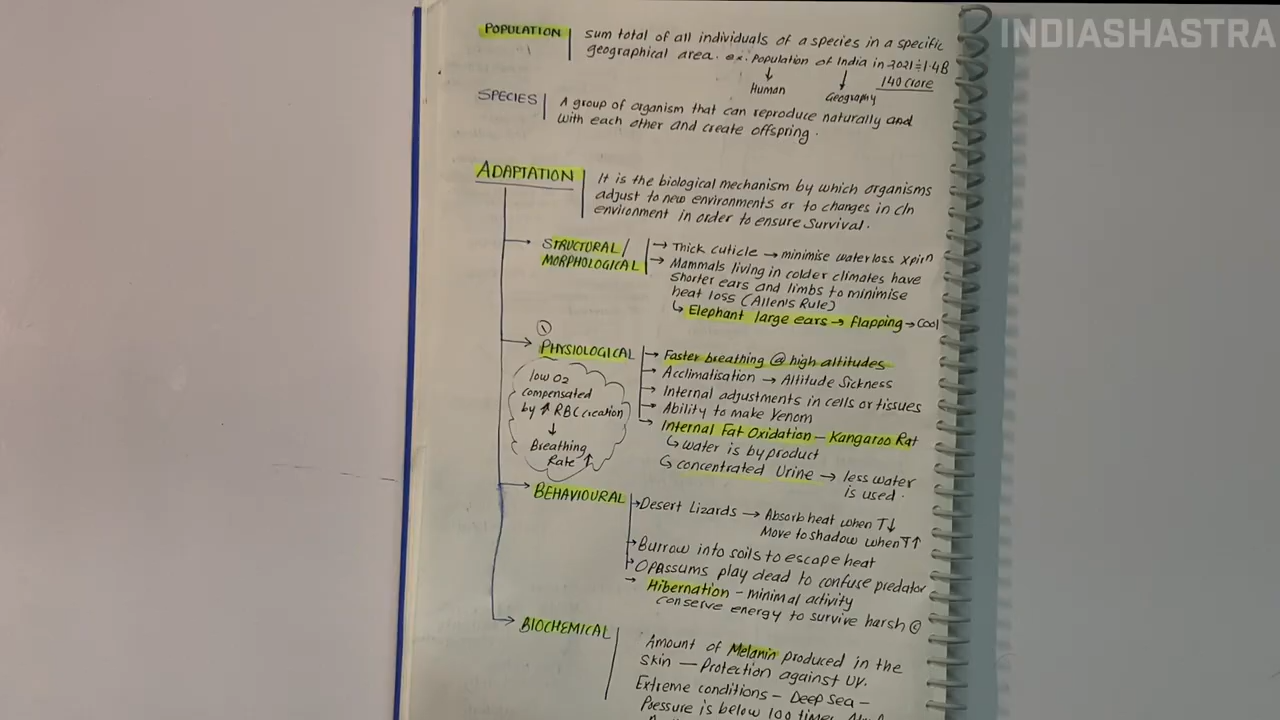 INDIASHASTRA
POPULATION
sum total of all individuals of a species in a specific
geographical area. ex: Population of India in 2021 ≈ 1.4B
↓ Human
↓ Geography
140 crore
SPECIES
A group of organism that can reproduce naturally and
with each other and create offspring.
ADAPTATION
It is the biological mechanism by which organisms
adjust to new environments or to changes in c/n
environment in order to ensure Survival.
→ STRUCTURAL/
MORPHOLOGICAL
→ Thick cuticle → minimise water loss xpirn
→ Mammals living in colder climates have
shorter ears and limbs to minimise
heat loss (Allen's Rule)
↳ Elephant large ears → flapping → Cool
①
→ PHYSIOLOGICAL
low O2
compensated
by ↑ RBC creation
↓
Breathing
Rate ↑
→ Faster breathing @ high altitudes
→ Acclimatisation → Altitude Sickness
→ Internal adjustments in cells or tissues
→ Ability to make Venom
→ Internal Fat Oxidation – Kangaroo Rat
↳ water is by product
↳ concentrated Urine → less water
is used.
→ BEHAVIOURAL
→ Desert Lizards → Absorb heat when T↓
Move to shadow when T↑
→ Burrow into soils to escape heat
→ Opassums play dead to confuse predator
→ Hibernation – minimal activity
conserve energy to survive harsh ©
→ BIOCHEMICAL
Amount of Melanin produced in the
skin — Protection against UV.
Extreme conditions – Deep Sea –
Pressure is below 100 times